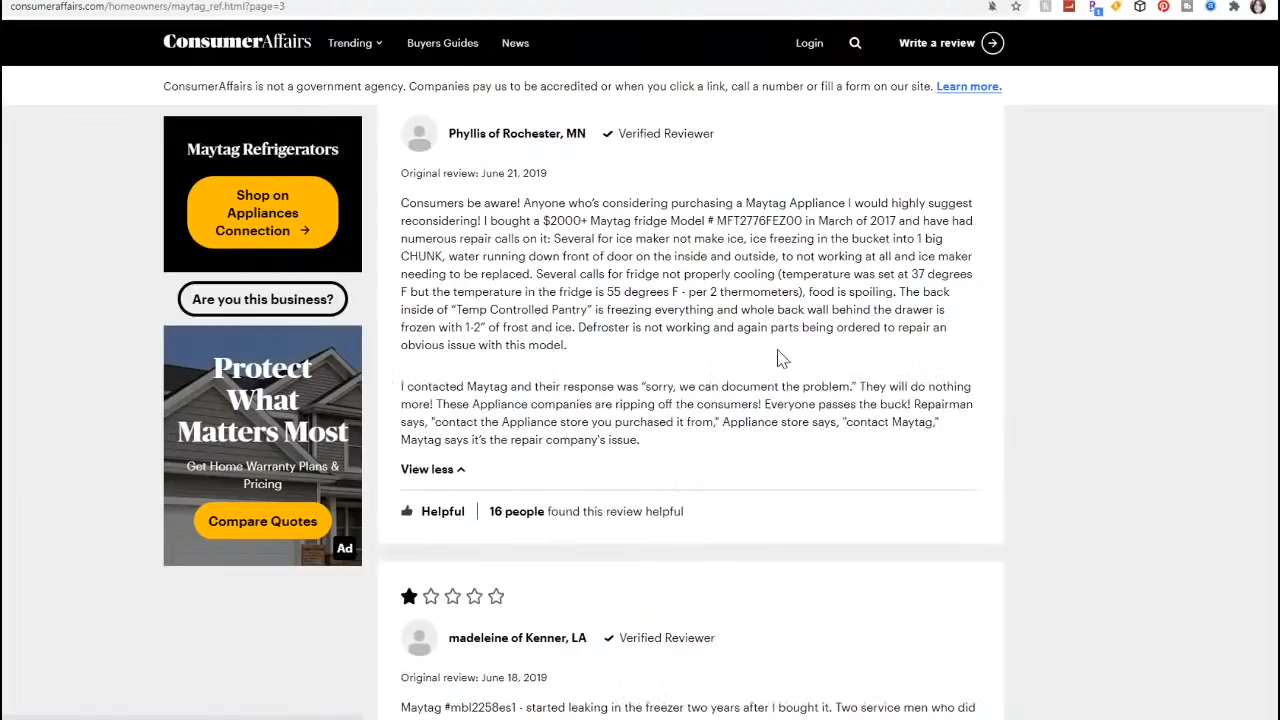 consumeraffairs.com/homeowners/maytag_ref.html?page=3
ConsumerAffairs
Trending
Buyers Guides
News
Login
Write a review
ConsumerAffairs is not a government agency. Companies pay us to be accredited or when you click a link, call a number or fill a form on our site. Learn more.
Maytag Refrigerators
Shop on
Appliances
Connection →
Are you this business?
Protect
What
Matters Most
Get Home Warranty Plans &
Pricing
Compare Quotes
Ad
Phyllis of Rochester, MN
Verified Reviewer
Original review: June 21, 2019
Consumers be aware! Anyone who's considering purchasing a Maytag Appliance I would highly suggest
reconsidering! I bought a $2000+ Maytag fridge Model # MFT2776FEZ00 in March of 2017 and have had
numerous repair calls on it: Several for ice maker not make ice, ice freezing in the bucket into 1 big
CHUNK, water running down front of door on the inside and outside, to not working at all and ice maker
needing to be replaced. Several calls for fridge not properly cooling (temperature was set at 37 degrees
F but the temperature in the fridge is 55 degrees F - per 2 thermometers), food is spoiling. The back
inside of “Temp Controlled Pantry” is freezing everything and whole back wall behind the drawer is
frozen with 1-2” of frost and ice. Defroster is not working and again parts being ordered to repair an
obvious issue with this model.
I contacted Maytag and their response was “sorry, we can document the problem.” They will do nothing
more! These Appliance companies are ripping off the consumers! Everyone passes the buck! Repairman
says, "contact the Appliance store you purchased it from," Appliance store says, "contact Maytag,"
Maytag says it's the repair company's issue.
View less
Helpful
16 people found this review helpful
madeleine of Kenner, LA
Verified Reviewer
Original review: June 18, 2019
Maytag #mbl2258es1 - started leaking in the freezer two years after I bought it. Two service men who did